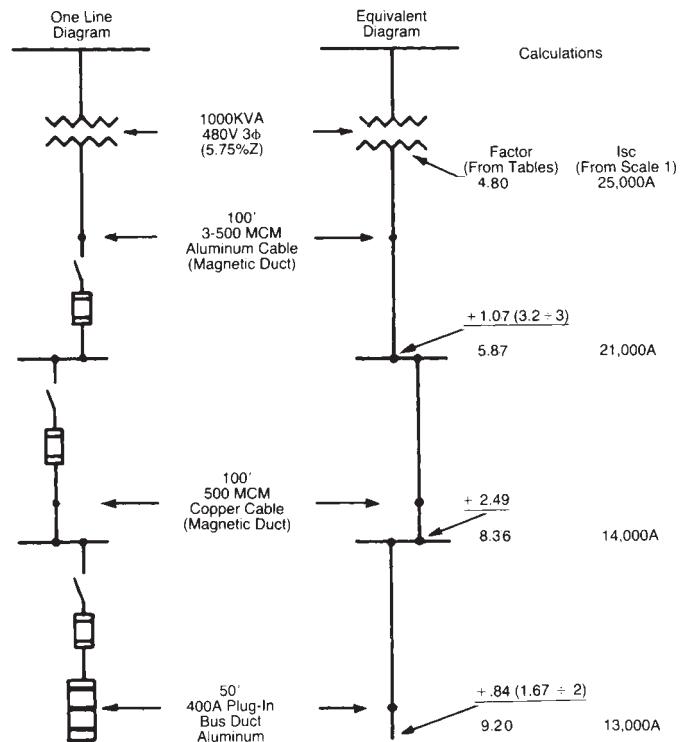 One Line
Diagram
Equivalent
Diagram
Calculations
1000KVA
480V 3ϕ
(5.75%Z)
Factor
(From Tables)
4.80
Isc
(From Scale 1)
25,000A
100'
3-500 MCM
Aluminum Cable
(Magnetic Duct)
+ 1.07 (3.2 ÷ 3)
5.87
21,000A
100'
500 MCM
Copper Cable
(Magnetic Duct)
+ 2.49
8.36
14,000A
50'
400A Plug-In
Bus Duct
Aluminum
+ .84 (1.67 ÷ 2)
9.20
13,000A